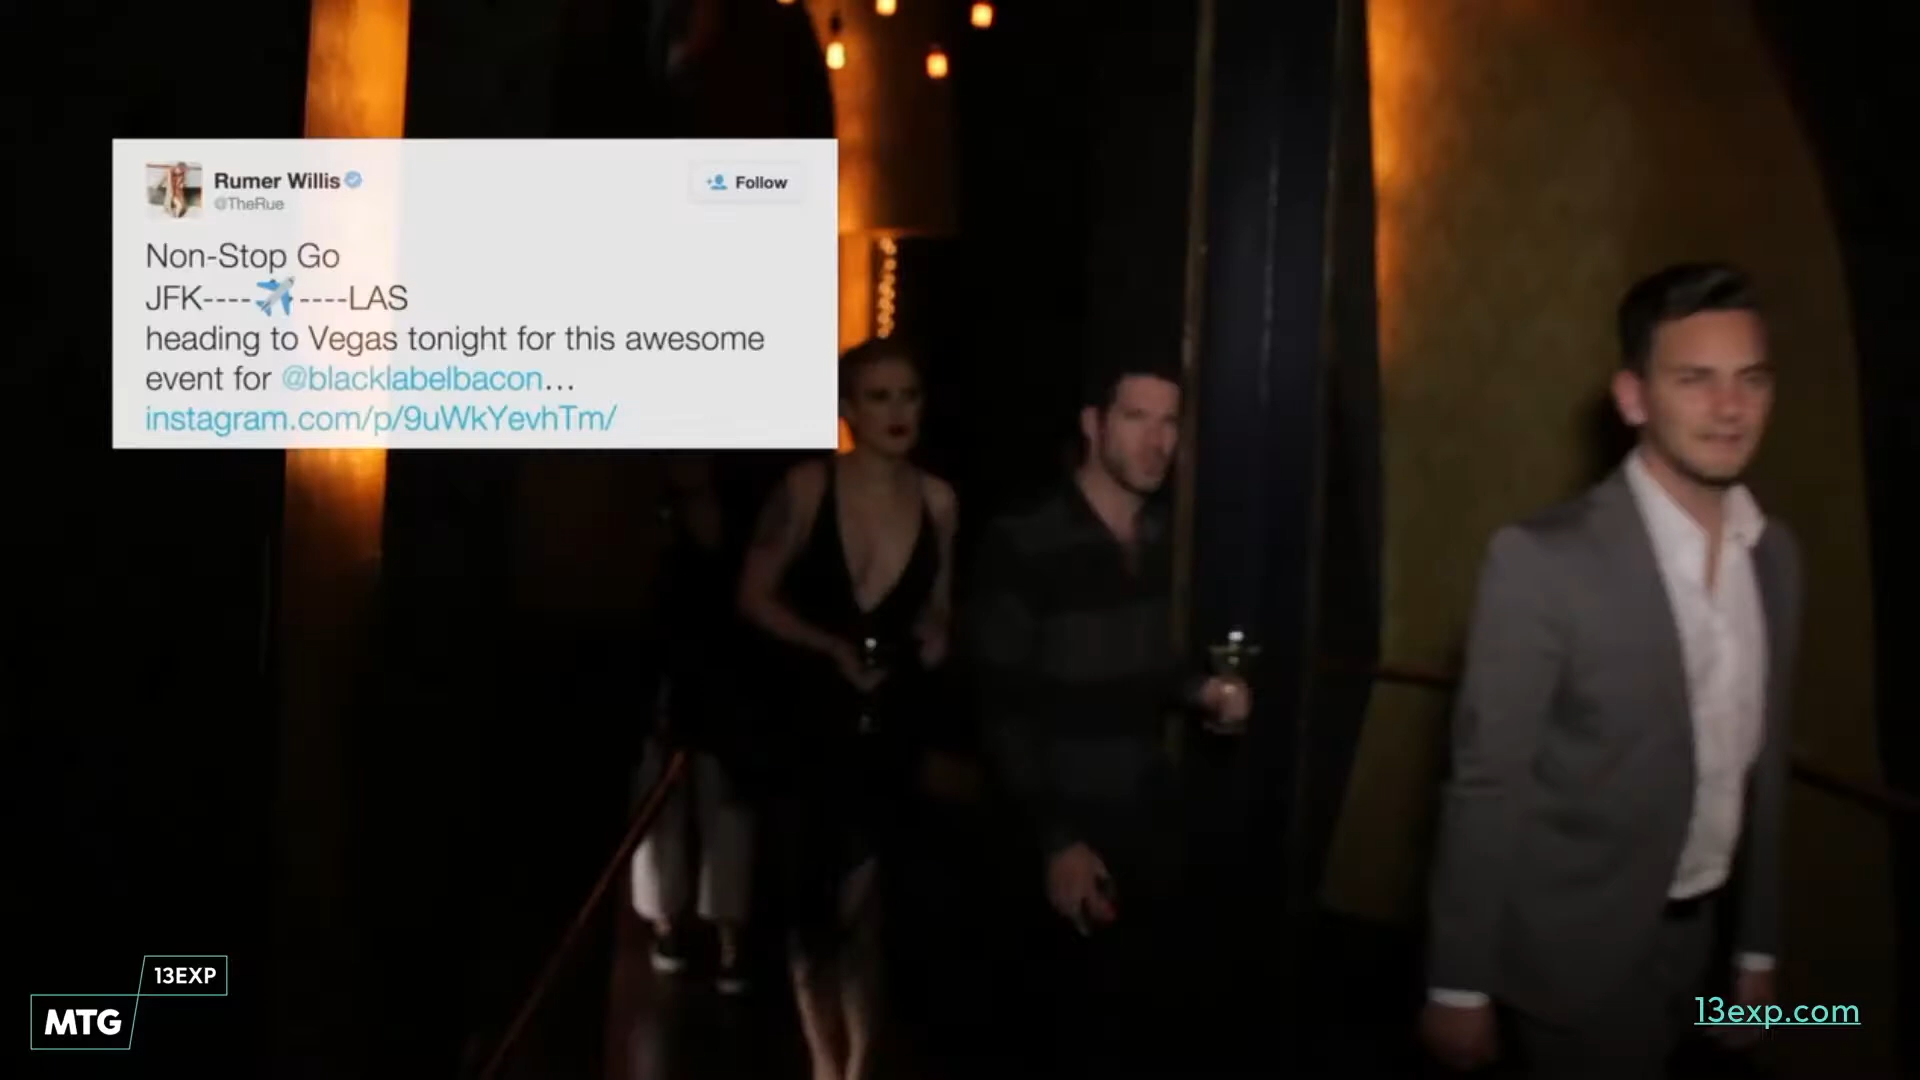 Rumer Willis
@TheRue
Follow
Non-Stop Go
JFK----✈----LAS
heading to Vegas tonight for this awesome
event for @blacklabelbacon...
instagram.com/p/9uWkYevhTm/
13EXP
MTG
13exp.com